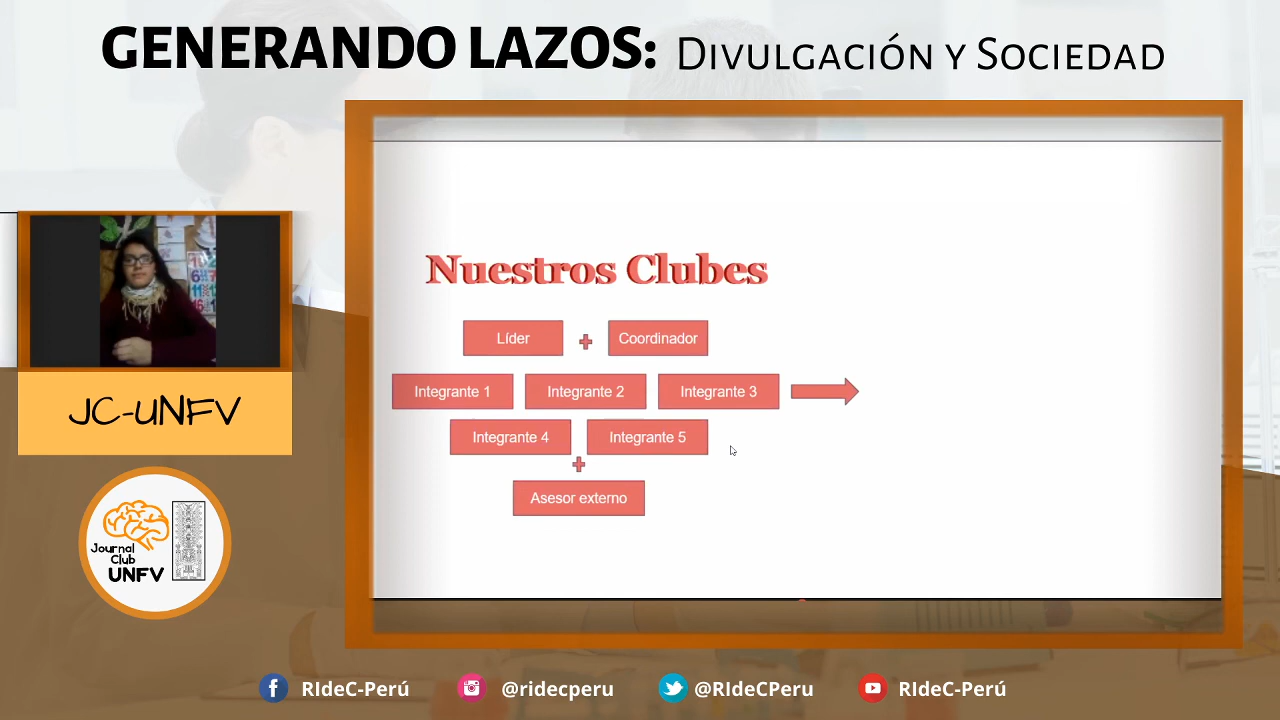 GENERANDO LAZOS: Divulgación y Sociedad
Nuestros Clubes
Líder
Coordinador
Integrante 1
Integrante 2
Integrante 3
Integrante 4
Integrante 5
Asesor externo
JC-UNFV
Journal
Club
UNFV
RIdeC-Perú
@ridecperu
@RIdeCPeru
RIdeC-Perú